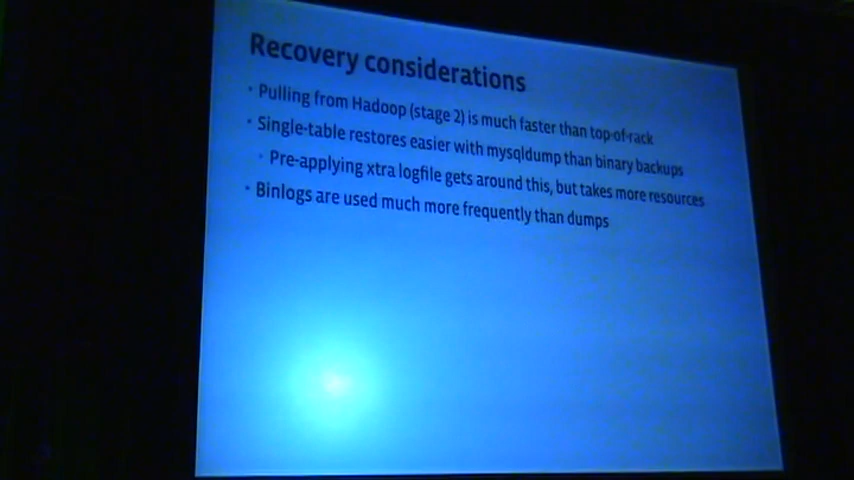 Recovery considerations
• Pulling from Hadoop (stage 2) is much faster than top-of-rack
• Single-table restores easier with mysqldump than binary backups
• Pre-applying xtra logfile gets around this, but takes more resources
• Binlogs are used much more frequently than dumps